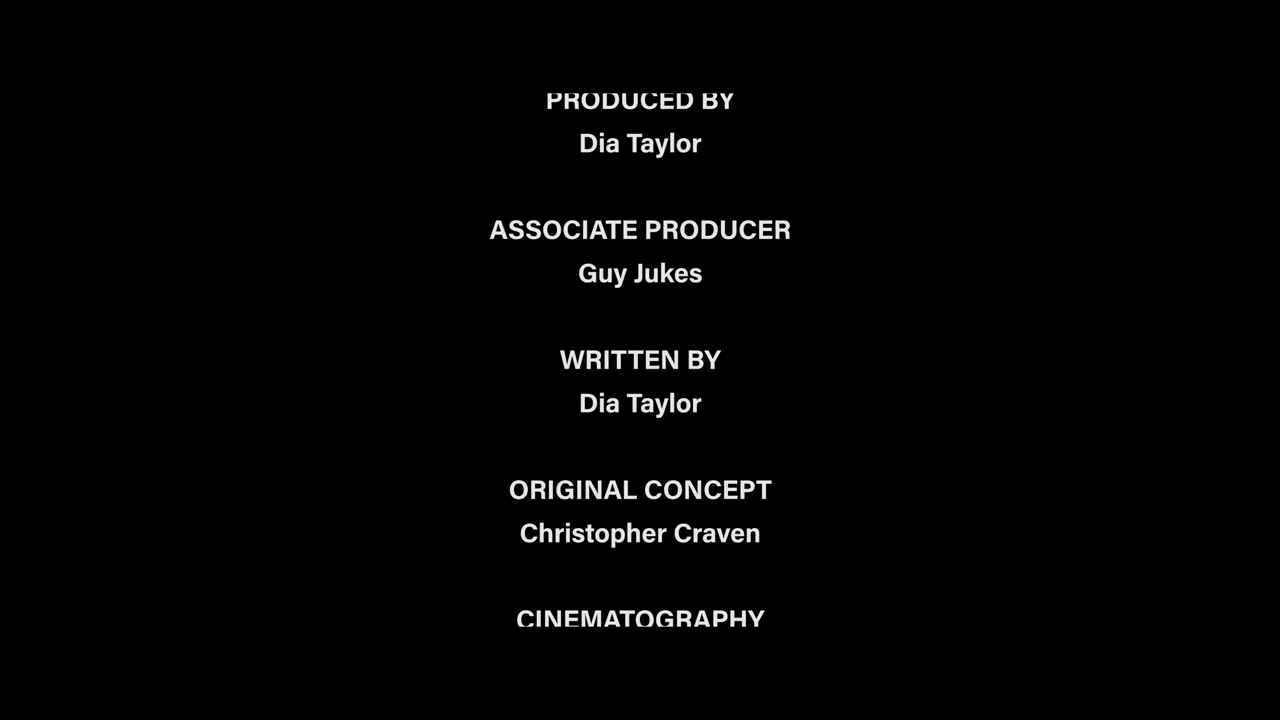 PRODUCED BY
Dia Taylor
ASSOCIATE PRODUCER
Guy Jukes
WRITTEN BY
Dia Taylor
ORIGINAL CONCEPT
Christopher Craven
CINEMATOGRAPHY